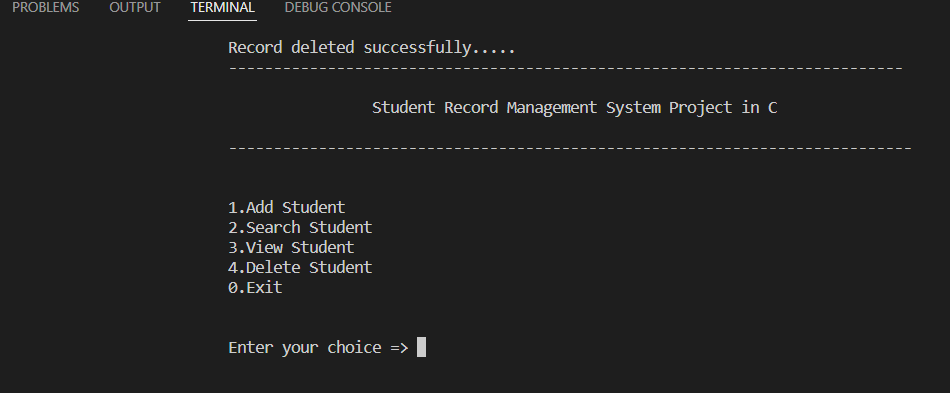 PROBLEMS OUTPUT TERMINAL DEBUG CONSOLE
Record deleted successfully.....
---------------------------------------------------------------------------
Student Record Management System Project in C
----------------------------------------------------------------------------
1.Add Student
2.Search Student
3.View Student
4.Delete Student
0.Exit
Enter your choice =>